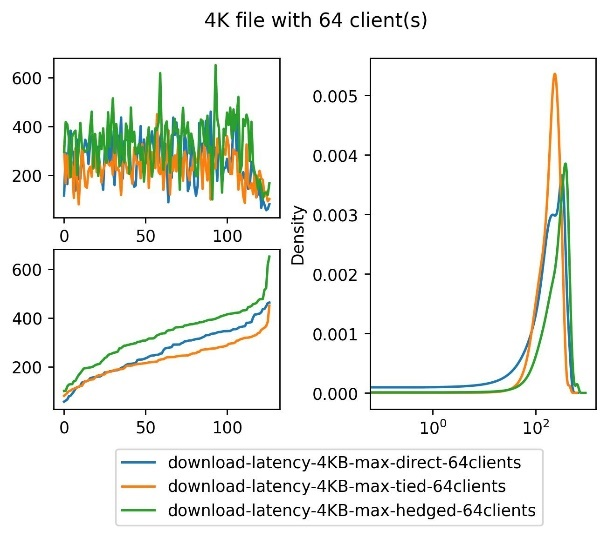 4K file with 64 client(s)
600
400
200
0 50 100
600
400
200
0 50 100
Density
0.005
0.004
0.003
0.002
0.001
0.000
10⁰ 10²
download-latency-4KB-max-direct-64clients
download-latency-4KB-max-tied-64clients
download-latency-4KB-max-hedged-64clients